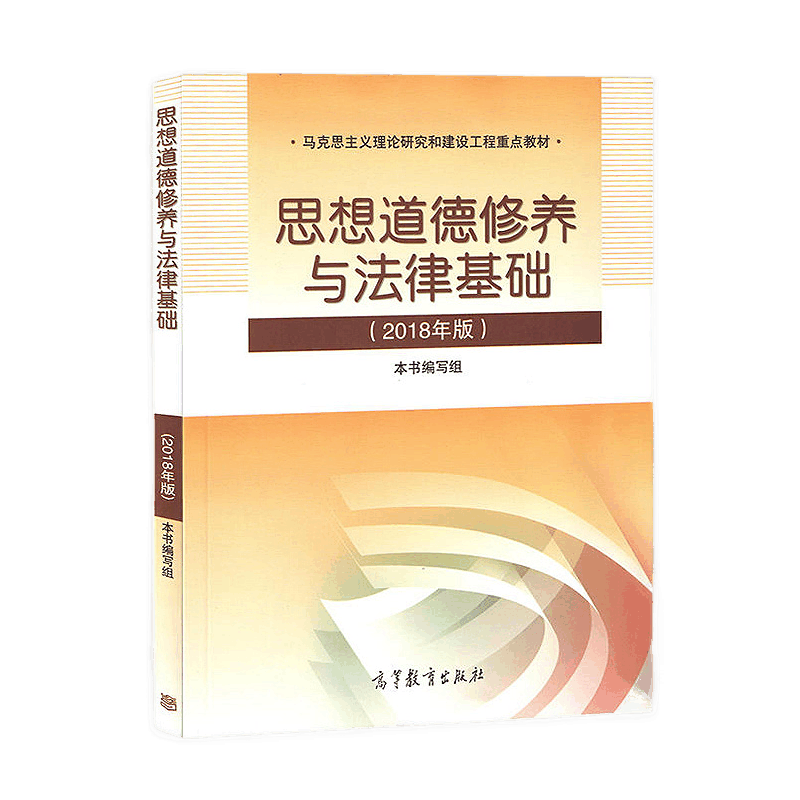 · 马克思主义理论研究和建设工程重点教材 ·
思想道德修养
与法律基础
(2018年版)
本书编写组
高等教育出版社
思想道德修养与法律基础
(2018年版)
本书编写组